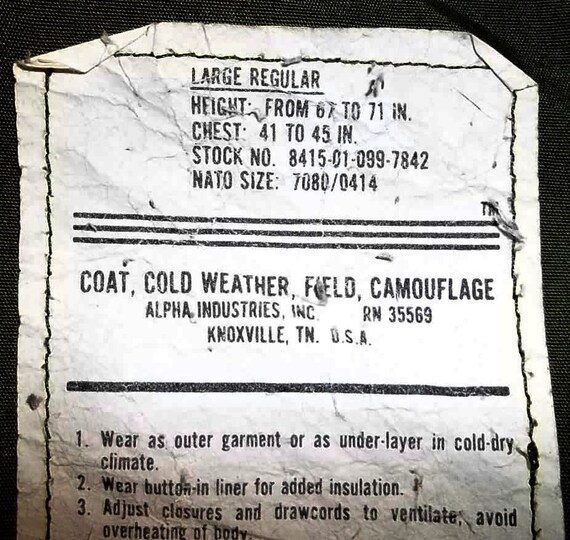 LARGE REGULAR
HEIGHT: FROM 67 TO 71 IN.
CHEST: 41 TO 45 IN.
STOCK NO. 8415-01-099-7842
NATO SIZE: 7080/0414
TM
COAT, COLD WEATHER, FIELD, CAMOUFLAGE
ALPHA INDUSTRIES, INC. RN 35569
KNOXVILLE, TN. U.S.A.
1. Wear as outer garment or as under-layer in cold-dry
climate.
2. Wear button-in liner for added insulation.
3. Adjust closures and drawcords to ventilate, avoid
overheating of body.